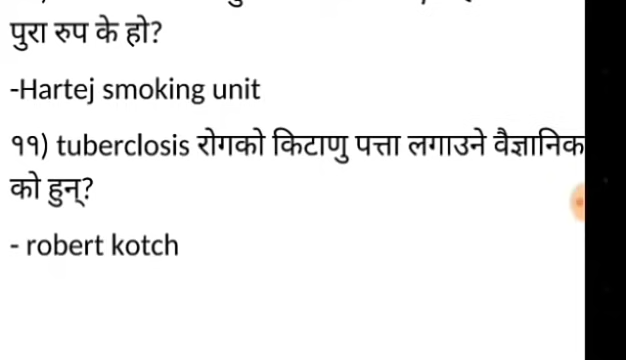 पुरा रुप के हो?
-Hartej smoking unit
११) tuberclosis रोगको किटाणु पत्ता लगाउने वैज्ञानिक
को हुन्?
- robert kotch